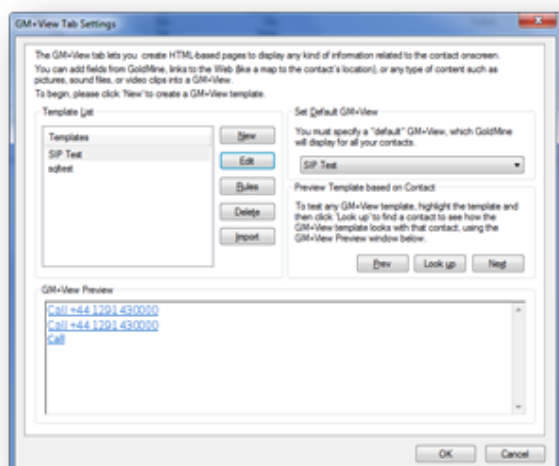 GM+View Tab Settings
The GM+View tab lets you create HTML-based pages to display any kind of information related to the contact onscreen.
You can add fields from GoldMine, links to the Web (like a map to the contact's location), or any type of content such as
pictures, sound files, or video clips into a GM+View.
To begin, please click 'New' to create a GM+View template.
Template List
Templates
SIP Test
sqltest
New
Edit
Rules
Delete
Import
Set Default GM+View
You must specify a "default" GM+View, which GoldMine
will display for all your contacts.
SIP Test
Preview Template based on Contact
To test any GM+View template, highlight the template and
then click 'Look up' to find a contact to see how the
GM+View template looks with that contact, using the
GM+View Preview window below.
Prev
Look up
Next
GM+View Preview
Call +44 1291 430000
Call +44 1291 430000
Call
OK
Cancel